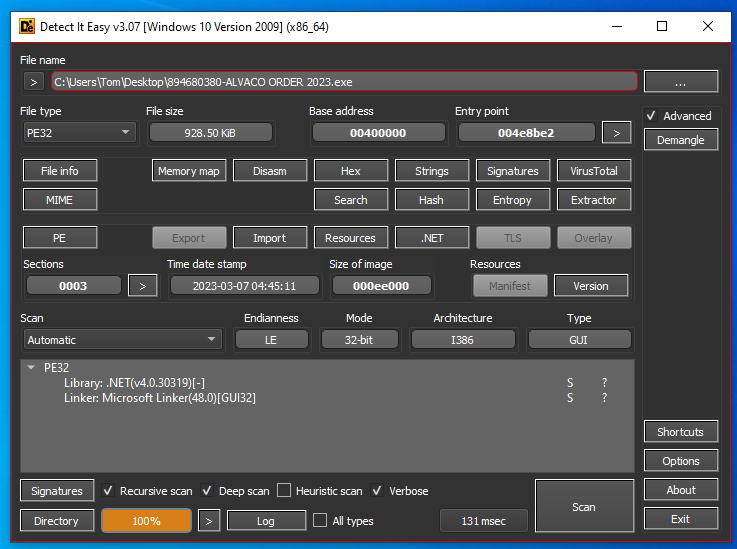 Detect It Easy v3.07 [Windows 10 Version 2009] (x86_64)
File name
> C:\Users\Tom\Desktop\894680380-ALVACO ORDER 2023.exe ...
File type File size Base address Entry point Advanced
PE32 928.50 KiB 00400000 004e8be2 > Demangle
File info Memory map Disasm Hex Strings Signatures VirusTotal
MIME Search Hash Entropy Extractor
PE Export Import Resources .NET TLS Overlay
Sections Time date stamp Size of image Resources
0003 > 2023-03-07 04:45:11 000ee000 Manifest Version
Scan Endianness Mode Architecture Type
Automatic LE 32-bit I386 GUI
PE32
Library: .NET(v4.0.30319)[-] S ?
Linker: Microsoft Linker(48.0)[GUI32] S ?
Shortcuts
Options
Signatures Recursive scan Deep scan Heuristic scan Verbose Scan About
Directory 100% > Log All types 131 msec Exit